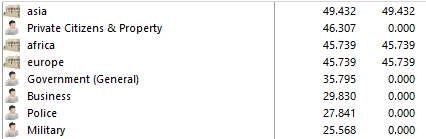 asia 49.432 49.432
Private Citizens & Property 46.307 0.000
africa 45.739 45.739
europe 45.739 45.739
Government (General) 35.795 0.000
Business 29.830 0.000
Police 27.841 0.000
Military 25.568 0.000